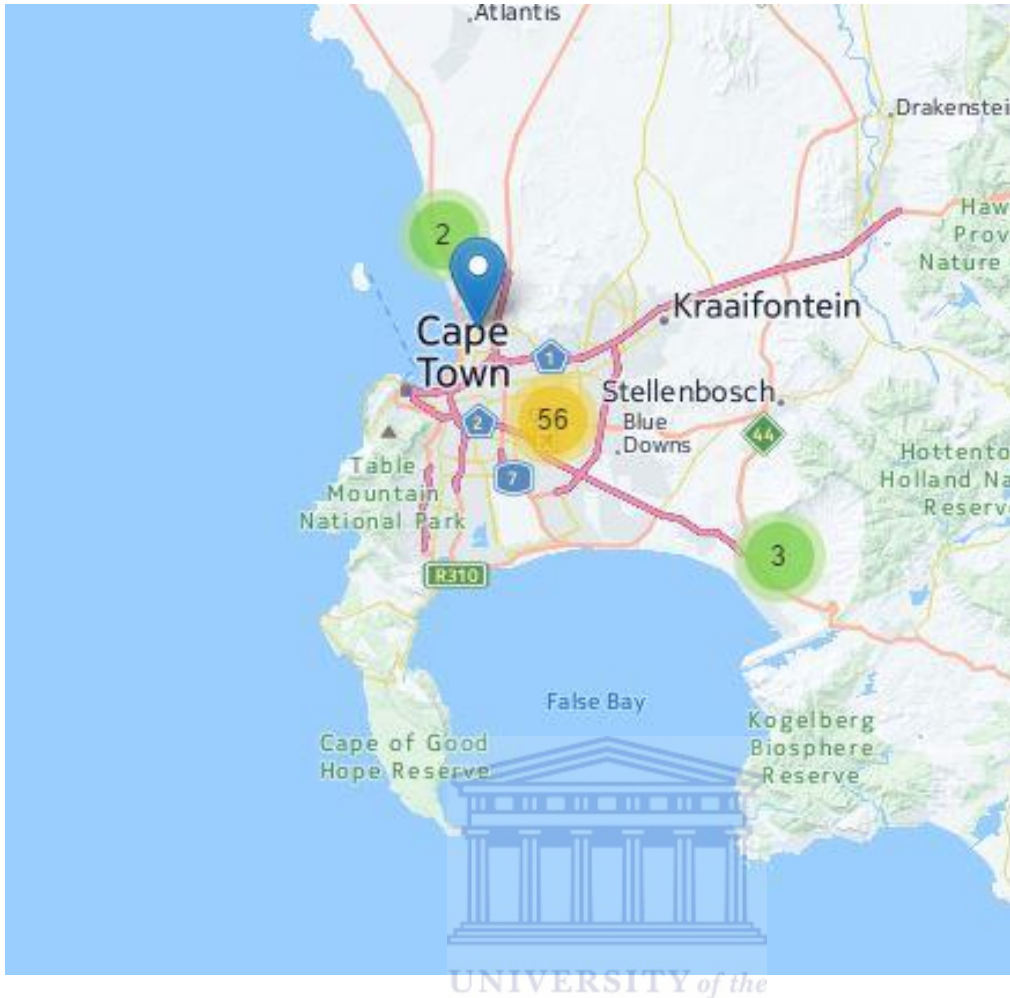 Atlantis
Drakenstei
Haw
Prov
Nature
2
Kraaifontein
Cape
Town
1
Stellenbosch
56
2
Blue
Downs
44
Hottento
Holland Na
Reserv
Table
Mountain
National Park
7
3
R310
False Bay
Kogelberg
Biosphere
Reserve
Cape of Good
Hope Reserve
UNIVERSITY of the